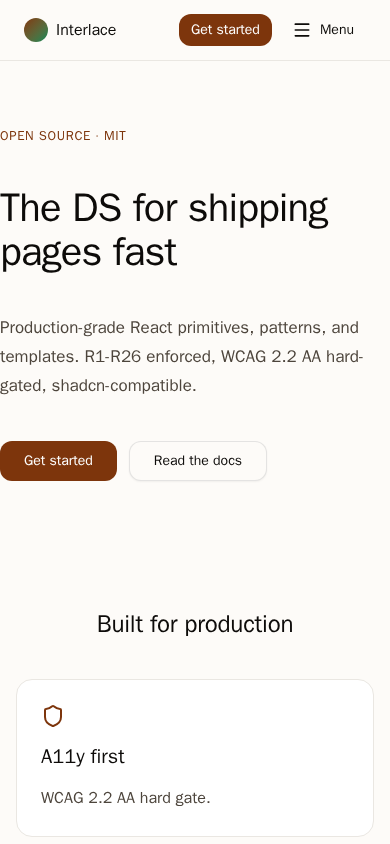 Interlace
Get started
Menu
OPEN SOURCE · MIT
The DS for shipping
pages fast
Production-grade React primitives, patterns, and
templates. R1-R26 enforced, WCAG 2.2 AA hard-
gated, shadcn-compatible.
Get started
Read the docs
Built for production
A11y first
WCAG 2.2 AA hard gate.